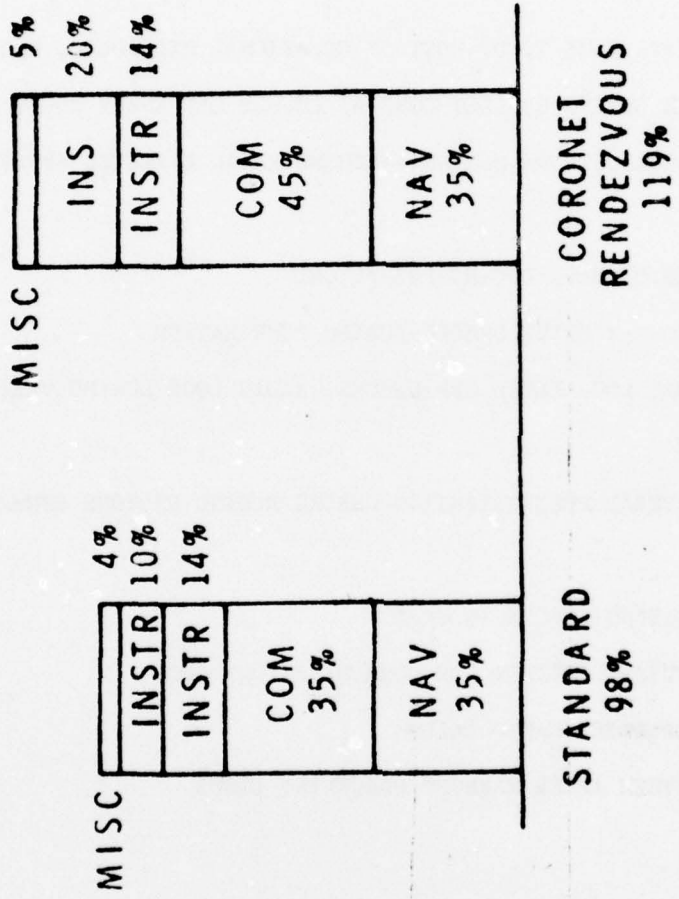 MISC
4%
INSTR 10%
INSTR 14%
COM
35%
NAV
35%
STANDARD
98%
MISC
5%
INS 20%
INSTR 14%
COM
45%
NAV
35%
CORONET
RENDEZVOUS
119%